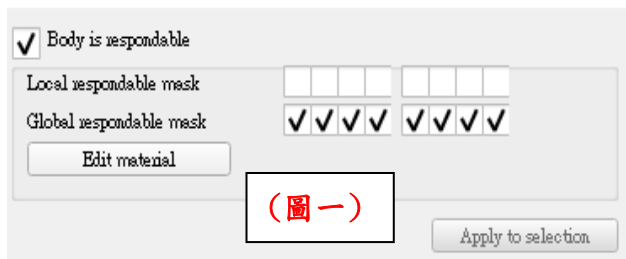 Body is respondable
Local respondable mask
Global respondable mask
Edit material
(圖一)
Apply to selection